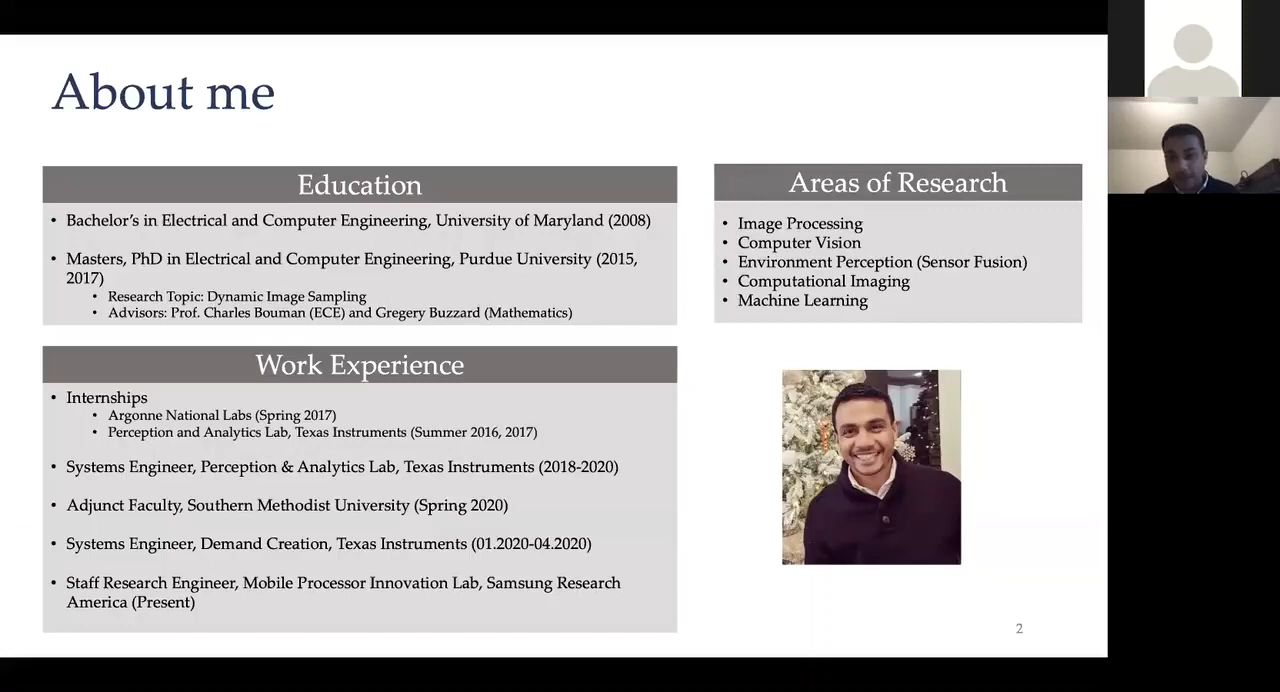 About me
Education
• Bachelor's in Electrical and Computer Engineering, University of Maryland (2008)
• Masters, PhD in Electrical and Computer Engineering, Purdue University (2015,
2017)
• Research Topic: Dynamic Image Sampling
• Advisors: Prof. Charles Bouman (ECE) and Gregery Buzzard (Mathematics)
Work Experience
• Internships
• Argonne National Labs (Spring 2017)
• Perception and Analytics Lab, Texas Instruments (Summer 2016, 2017)
• Systems Engineer, Perception & Analytics Lab, Texas Instruments (2018-2020)
• Adjunct Faculty, Southern Methodist University (Spring 2020)
• Systems Engineer, Demand Creation, Texas Instruments (01.2020-04.2020)
• Staff Research Engineer, Mobile Processor Innovation Lab, Samsung Research
America (Present)
Areas of Research
• Image Processing
• Computer Vision
• Environment Perception (Sensor Fusion)
• Computational Imaging
• Machine Learning
2